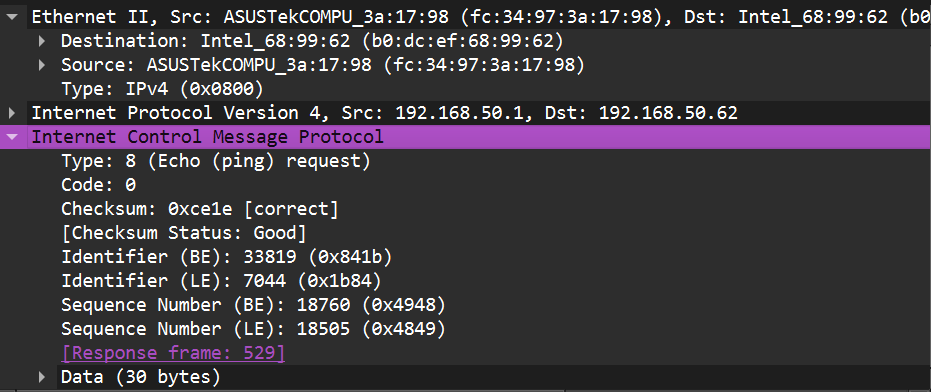 Ethernet II, Src: ASUSTekCOMPU_3a:17:98 (fc:34:97:3a:17:98), Dst: Intel_68:99:62 (b0
Destination: Intel_68:99:62 (b0:dc:ef:68:99:62)
Source: ASUSTekCOMPU_3a:17:98 (fc:34:97:3a:17:98)
Type: IPv4 (0x0800)
Internet Protocol Version 4, Src: 192.168.50.1, Dst: 192.168.50.62
Internet Control Message Protocol
Type: 8 (Echo (ping) request)
Code: 0
Checksum: 0xce1e [correct]
[Checksum Status: Good]
Identifier (BE): 33819 (0x841b)
Identifier (LE): 7044 (0x1b84)
Sequence Number (BE): 18760 (0x4948)
Sequence Number (LE): 18505 (0x4849)
[Response frame: 529]
Data (30 bytes)